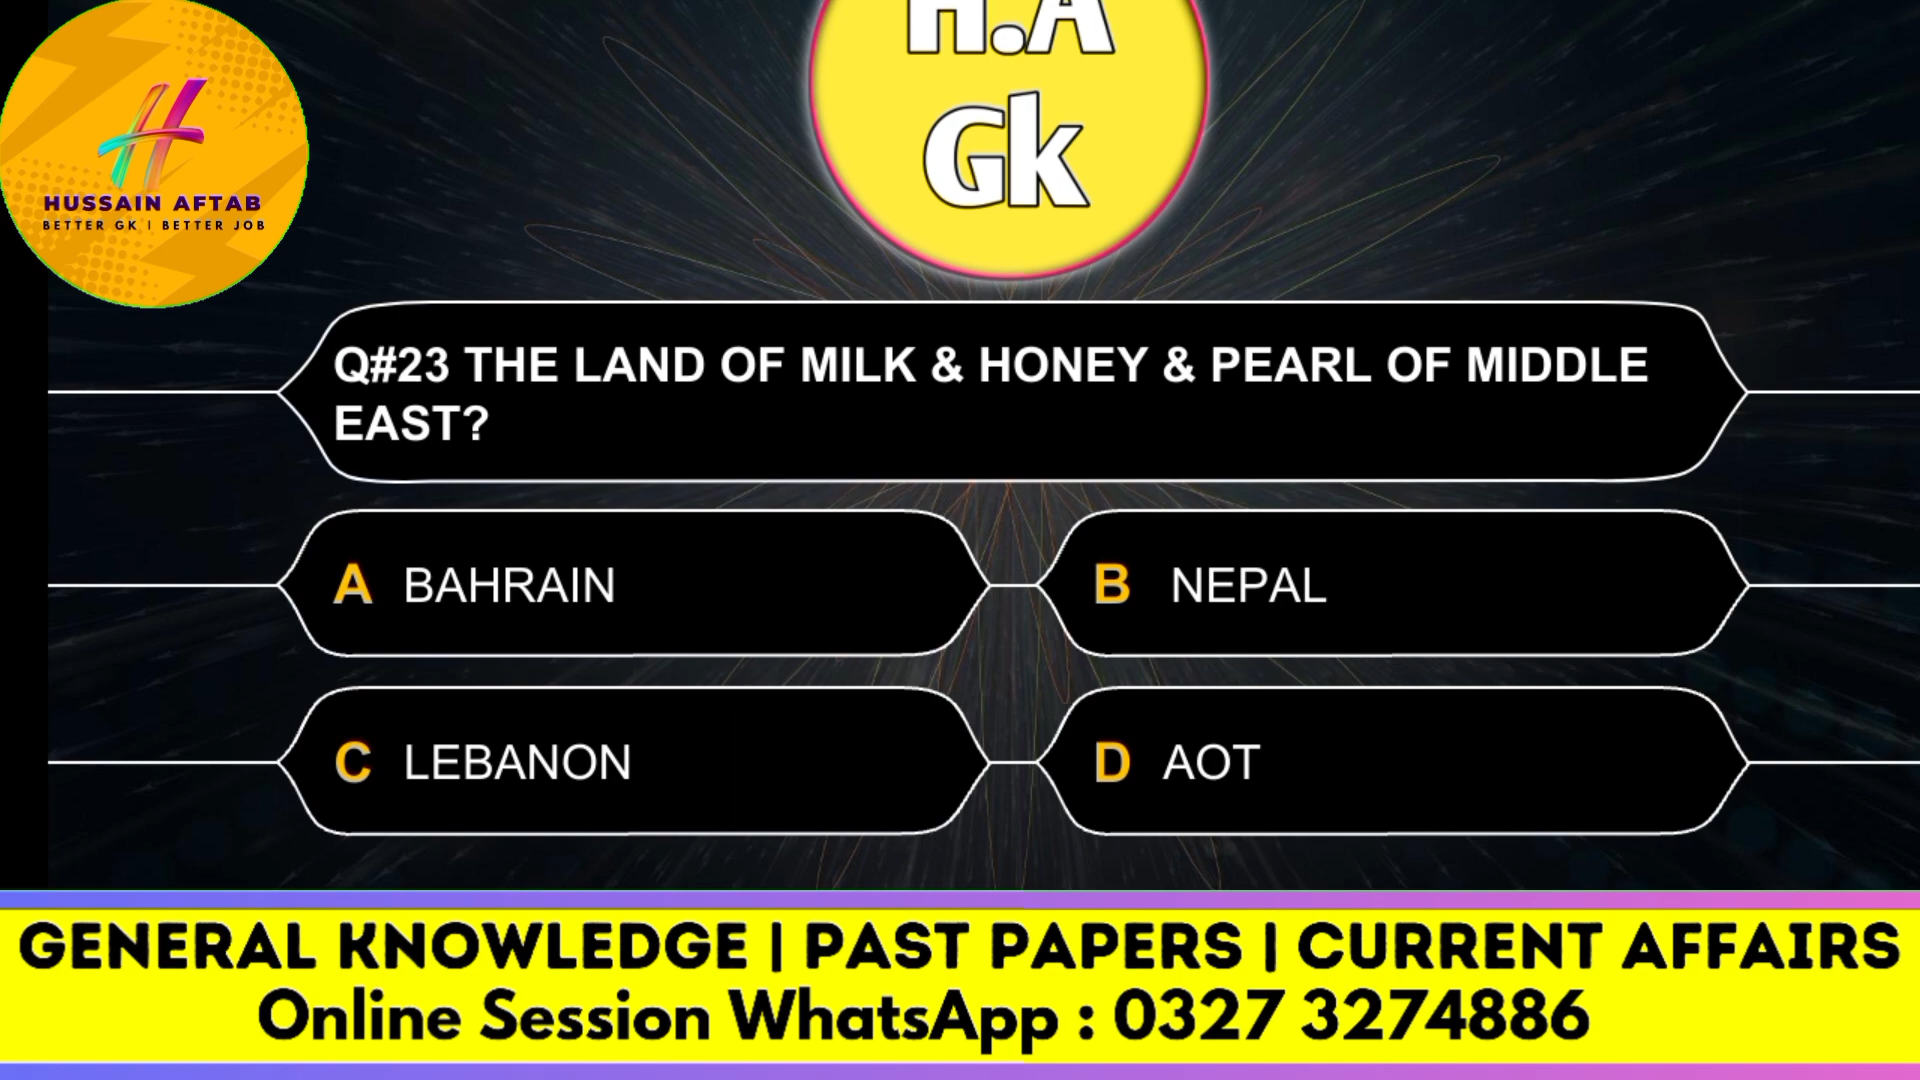 H.A
Gk
HUSSAIN AFTAB
BETTER GK | BETTER JOB
Q#23 THE LAND OF MILK & HONEY & PEARL OF MIDDLE
EAST?
A BAHRAIN
B NEPAL
C LEBANON
D AOT
GENERAL KNOWLEDGE | PAST PAPERS | CURRENT AFFAIRS
Online Session WhatsApp : 0327 3274886